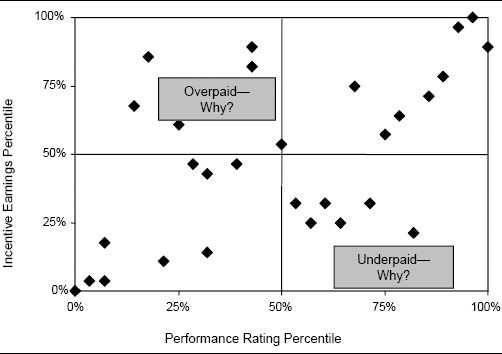 100%
75%
50%
25%
0%
Incentive Earnings Percentile
Overpaid—
Why?
Underpaid—
Why?
0%
25%
50%
75%
100%
Performance Rating Percentile